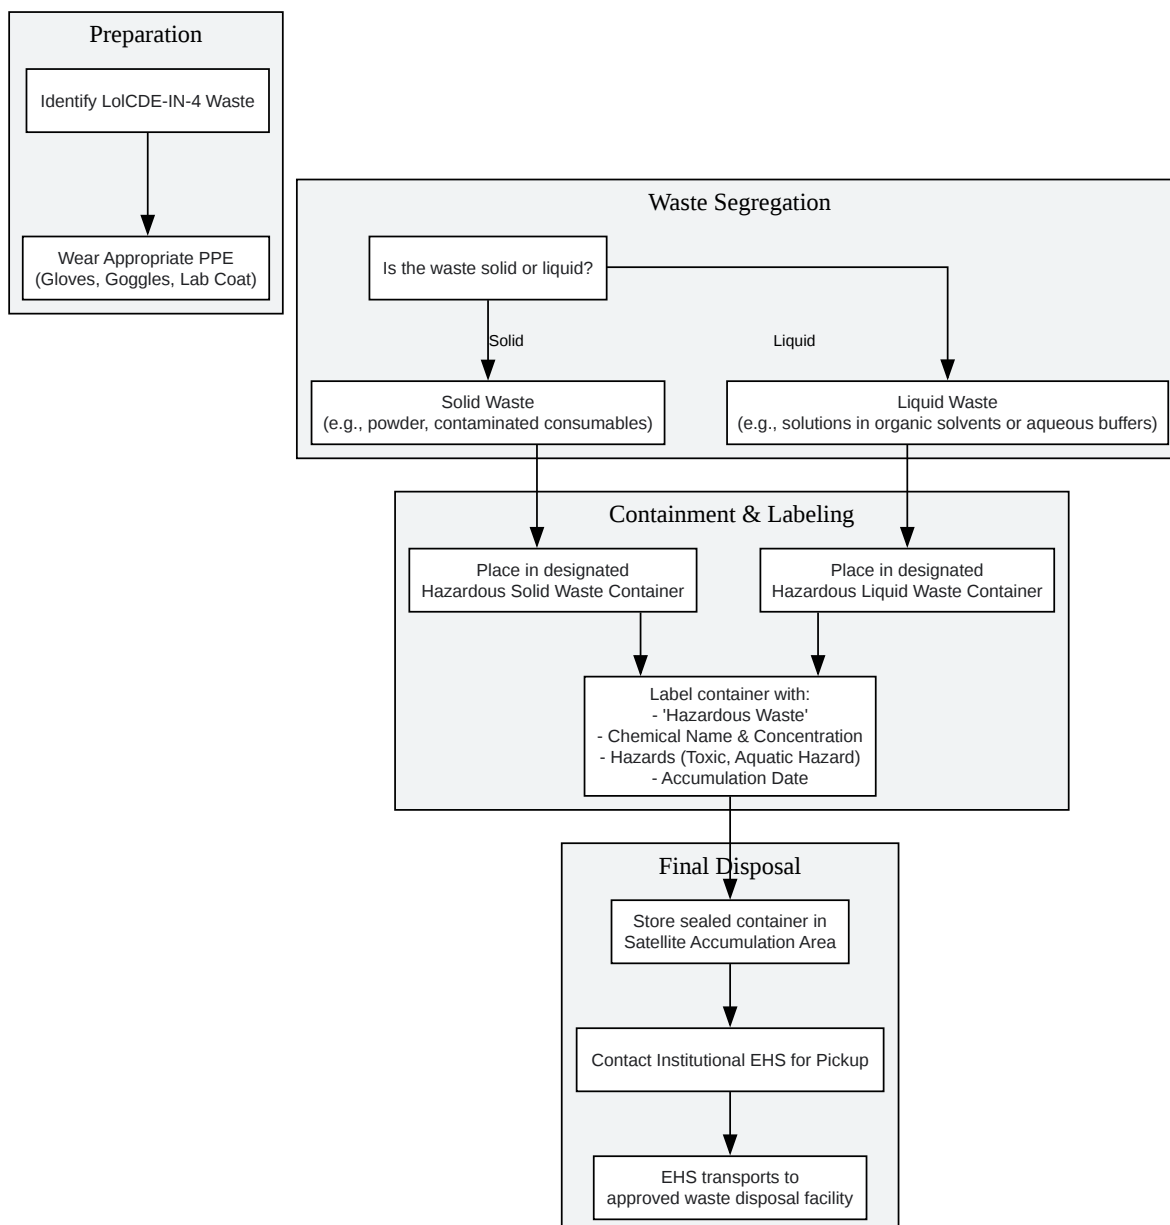 Preparation
Identify LolCDE-IN-4 Waste
Wear Appropriate PPE
(Gloves, Goggles, Lab Coat)
Waste Segregation
Is the waste solid or liquid?
Solid
Liquid
Solid Waste
(e.g., powder, contaminated consumables)
Liquid Waste
(e.g., solutions in organic solvents or aqueous buffers)
Containment & Labeling
Place in designated
Hazardous Solid Waste Container
Place in designated
Hazardous Liquid Waste Container
Label container with:
- 'Hazardous Waste'
- Chemical Name & Concentration
- Hazards (Toxic, Aquatic Hazard)
- Accumulation Date
Final Disposal
Store sealed container in
Satellite Accumulation Area
Contact Institutional EHS for Pickup
EHS transports to
approved waste disposal facility